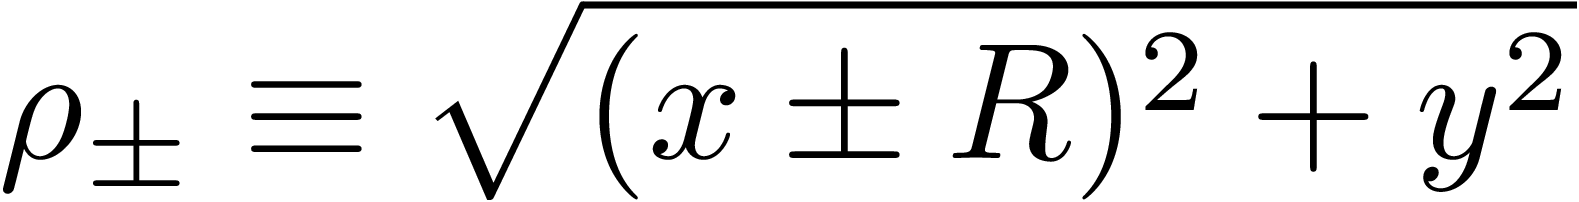 ρ± ≡ √(x ± R)² + y²